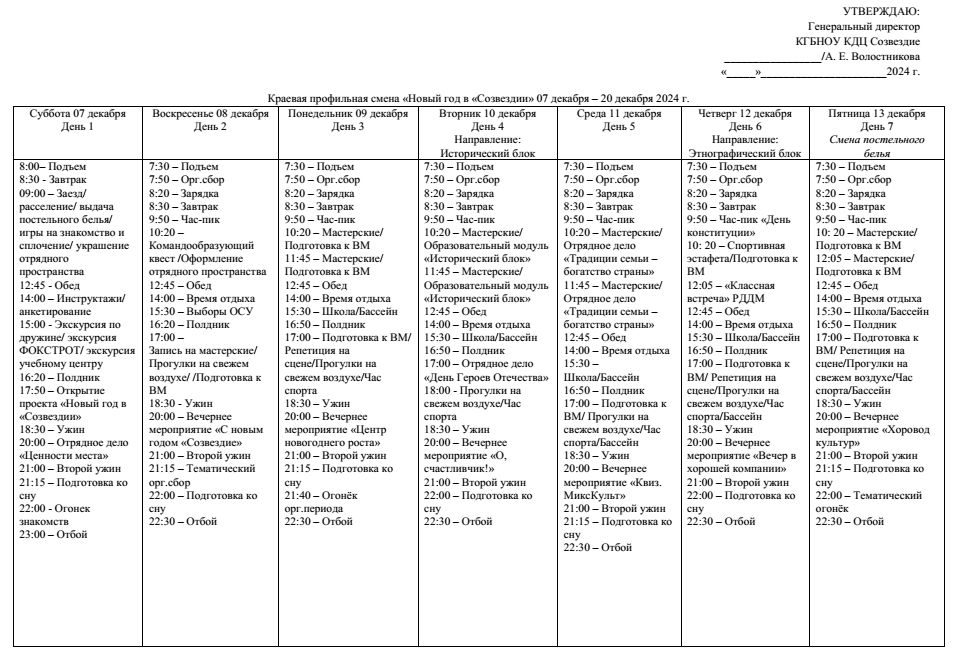 УТВЕРЖДАЮ:
Генеральный директор
КГБНОУ КДЦ Созвездие
________________/А. Е. Волостникова
«_____»_____________________2024 г.
Краевая профильная смена «Новый год в «Созвездии» 07 декабря – 20 декабря 2024 г.
Суббота 07 декабря
День 1
8:00– Подъем
8:30 - Завтрак
09:00 – Заезд/
расселение/ выдача
постельного белья/
игры на знакомство и
сплочение/ украшение
отрядного
пространства
12:45 - Обед
14:00 – Инструктажи/
анкетирование
15:00 - Экскурсия по
дружине/ экскурсия
ФОКСТРОТ/ экскурсия
учебному центру
16:20 – Полдник
17:50 – Открытие
проекта «Новый год в
«Созвездии»
18:30 – Ужин
20:00 – Отрядное дело
«Ценности места»
21:00 – Второй ужин
21:15 – Подготовка ко
сну
22:00 - Огонек
знакомств
23:00 – Отбой
Воскресенье 08 декабря
День 2
7:30 – Подъем
7:50 – Орг.сбор
8:20 – Зарядка
8:30 – Завтрак
9:50 – Час-пик
10:20 –
Командообразующий
квест /Оформление
отрядного пространства
12:45 – Обед
14:00 – Время отдыха
15:30 – Выборы ОСУ
16:20 – Полдник
17:00 –
Запись на мастерские/
Прогулки на свежем
воздухе/ /Подготовка к
ВМ
18:30 – Ужин
20:00 – Вечернее
мероприятие «С новым
годом «Созвездие»
21:00 – Второй ужин
21:15 – Тематический
орг.сбор
22:00 – Подготовка ко
сну
22:30 – Отбой
Понедельник 09 декабря
День 3
7:30 – Подъем
7:50 – Орг.сбор
8:20 – Зарядка
8:30 – Завтрак
9:50 – Час-пик
10:20 – Мастерские/
Подготовка к ВМ
11:45 – Мастерские/
Подготовка к ВМ
12:45 – Обед
14:00 – Время отдыха
15:30 – Школа/Бассейн
16:50 – Полдник
17:00 – Подготовка к ВМ/
Репетиция на
сцене/Прогулки на
свежем воздухе/Час
спорта
18:30 – Ужин
20:00 – Вечернее
мероприятие «Центр
новогоднего роста»
21:00 – Второй ужин
21:15 – Подготовка ко
сну
21:40 – Огонёк
орг.периода
22:30 – Отбой
Вторник 10 декабря
День 4
Направление:
Исторический блок
7:30 – Подъем
7:50 – Орг.сбор
8:20 – Зарядка
8:30 – Завтрак
9:50 – Час-пик
10:20 – Мастерские/
Образовательный модуль
«Исторический блок»
11:45 – Мастерские/
Образовательный модуль
«Исторический блок»
12:45 – Обед
14:00 – Время отдыха
15:30 – Школа/Бассейн
16:50 – Полдник
17:00 – Отрядное дело
«День Героев Отечества»
18:00 - Прогулки на
свежем воздухе/Час
спорта
18:30 – Ужин
20:00 – Вечернее
мероприятие «О,
счастливчик!»
21:00 – Второй ужин
22:00 – Подготовка ко
сну
22:30 – Отбой
Среда 11 декабря
День 5
7:30 – Подъем
7:50 – Орг.сбор
8:20 – Зарядка
8:30 – Завтрак
9:50 – Час-пик
10:20 – Мастерские/
Отрядное дело
«Традиции семьи –
богатство страны»
11:45 – Мастерские/
Отрядное дело
«Традиции семьи –
богатство страны»
12:45 – Обед
14:00 – Время отдыха
15:30 –
Школа/Бассейн
16:50 – Полдник
17:00 – Подготовка к
ВМ/ Прогулки на
свежем воздухе/Час
спорта/Бассейн
18:30 – Ужин
20:00 – Вечернее
мероприятие «Квиз.
МиксКульт»
21:00 – Второй ужин
21:15 – Подготовка ко
сну
22:30 – Отбой
Четверг 12 декабря
День 6
Направление:
Этнографический блок
7:30 – Подъем
7:50 – Орг.сбор
8:20 – Зарядка
8:30 – Завтрак
9:50 – Час-пик «День
конституции»
10: 20 – Спортивная
эстафета/Подготовка к
ВМ
12:05 – «Классная
встреча» РДДМ
12:45 – Обед
14:00 – Время отдыха
15:30 – Школа/Бассейн
16:50 – Полдник
17:00 – Подготовка к
ВМ/ Репетиция на
сцене/Прогулки на
свежем воздухе/Час
спорта/Бассейн
18:30 – Ужин
20:00 – Вечернее
мероприятие «Вечер в
хорошей компании»
21:00 – Второй ужин
22:00 – Подготовка ко
сну
22:30 – Отбой
Пятница 13 декабря
День 7
Смена постельного
белья
7:30 – Подъем
7:50 – Орг.сбор
8:20 – Зарядка
8:30 – Завтрак
9:50 – Час-пик
10: 20 – Мастерские/
Подготовка к ВМ
12:05 – Мастерские/
Подготовка к ВМ
12:45 – Обед
14:00 – Время отдыха
15:30 – Школа/Бассейн
16:50 – Полдник
17:00 – Подготовка к
ВМ/ Репетиция на
сцене/Прогулки на
свежем воздухе/Час
спорта/Бассейн
18:30 – Ужин
20:00 – Вечернее
мероприятие «Хоровод
культур»
21:00 – Второй ужин
21:15 – Подготовка ко
сну
22:00 – Тематический
огонёк
22:30 – Отбой